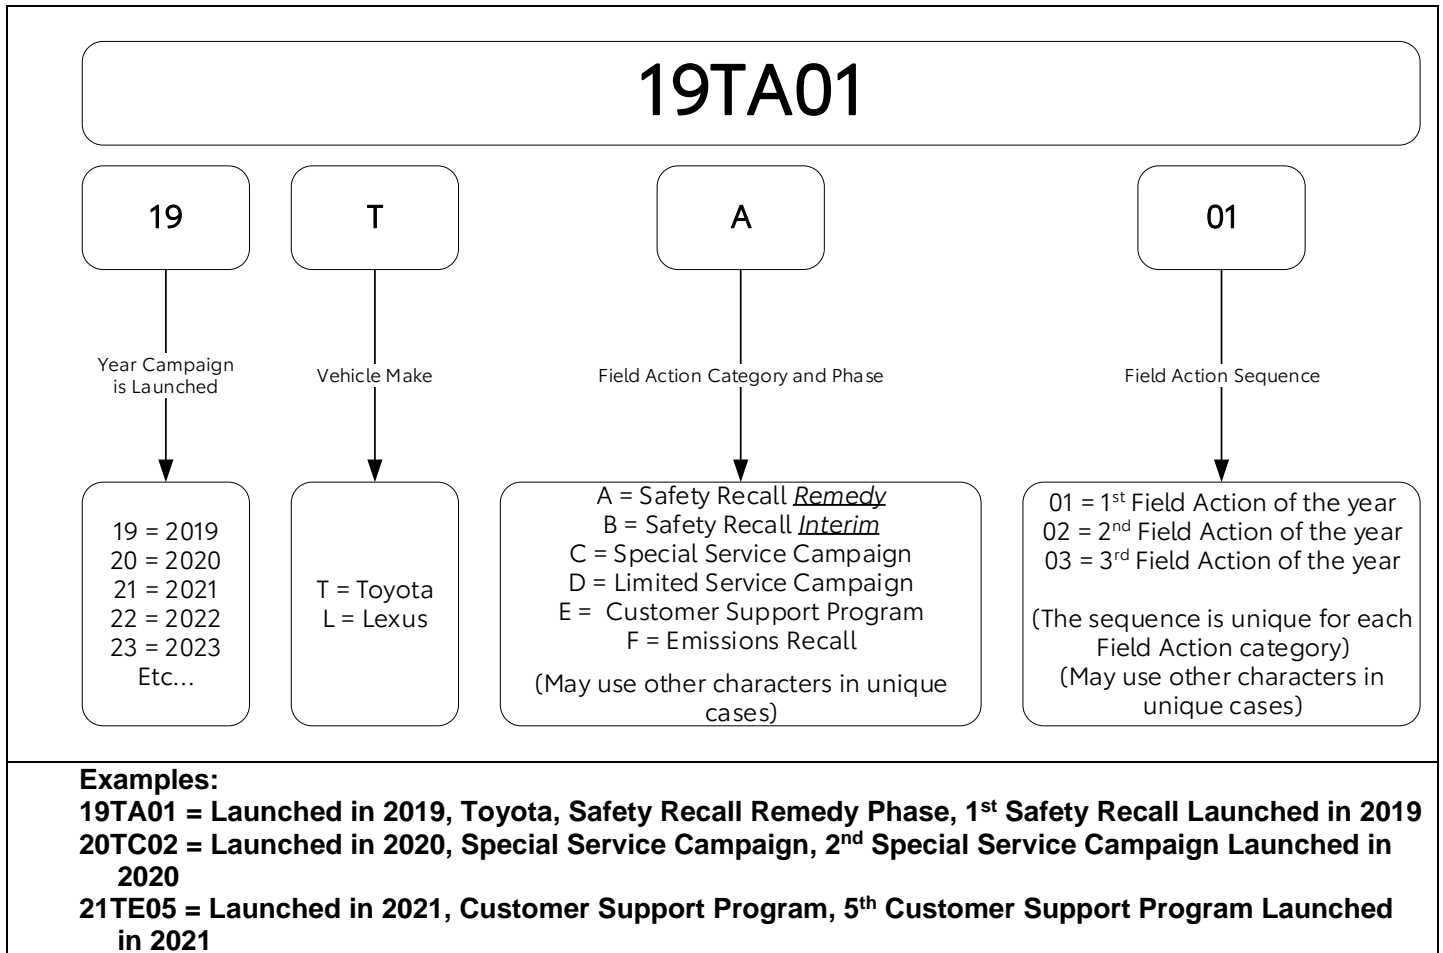 19TA01
19
T
A
01
Year Campaign
is Launched
Vehicle Make
Field Action Category and Phase
Field Action Sequence
19 = 2019
20 = 2020
21 = 2021
22 = 2022
23 = 2023
Etc...
T = Toyota
L = Lexus
A = Safety Recall Remedy
B = Safety Recall Interim
C = Special Service Campaign
D = Limited Service Campaign
E =  Customer Support Program
F = Emissions Recall
(May use other characters in unique
cases)
01 = 1st Field Action of the year
02 = 2nd Field Action of the year
03 = 3rd Field Action of the year
(The sequence is unique for each
Field Action category)
(May use other characters in
unique cases)
Examples:
19TA01 = Launched in 2019, Toyota, Safety Recall Remedy Phase, 1st Safety Recall Launched in 2019
20TC02 = Launched in 2020, Special Service Campaign, 2nd Special Service Campaign Launched in
2020
21TE05 = Launched in 2021, Customer Support Program, 5th Customer Support Program Launched
in 2021